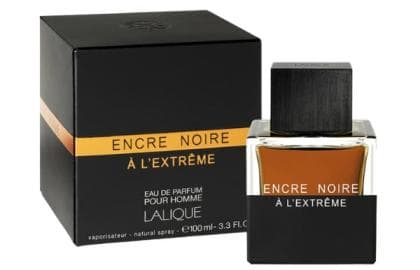 ENCRE NOIRE
À L'EXTRÊME
EAU DE PARFUM
POUR HOMME
LALIQUE
vaporisateur - natural spray - ℮100 ml - 3.3 FL
ENCRE NOIRE
À L'EXTRÊME